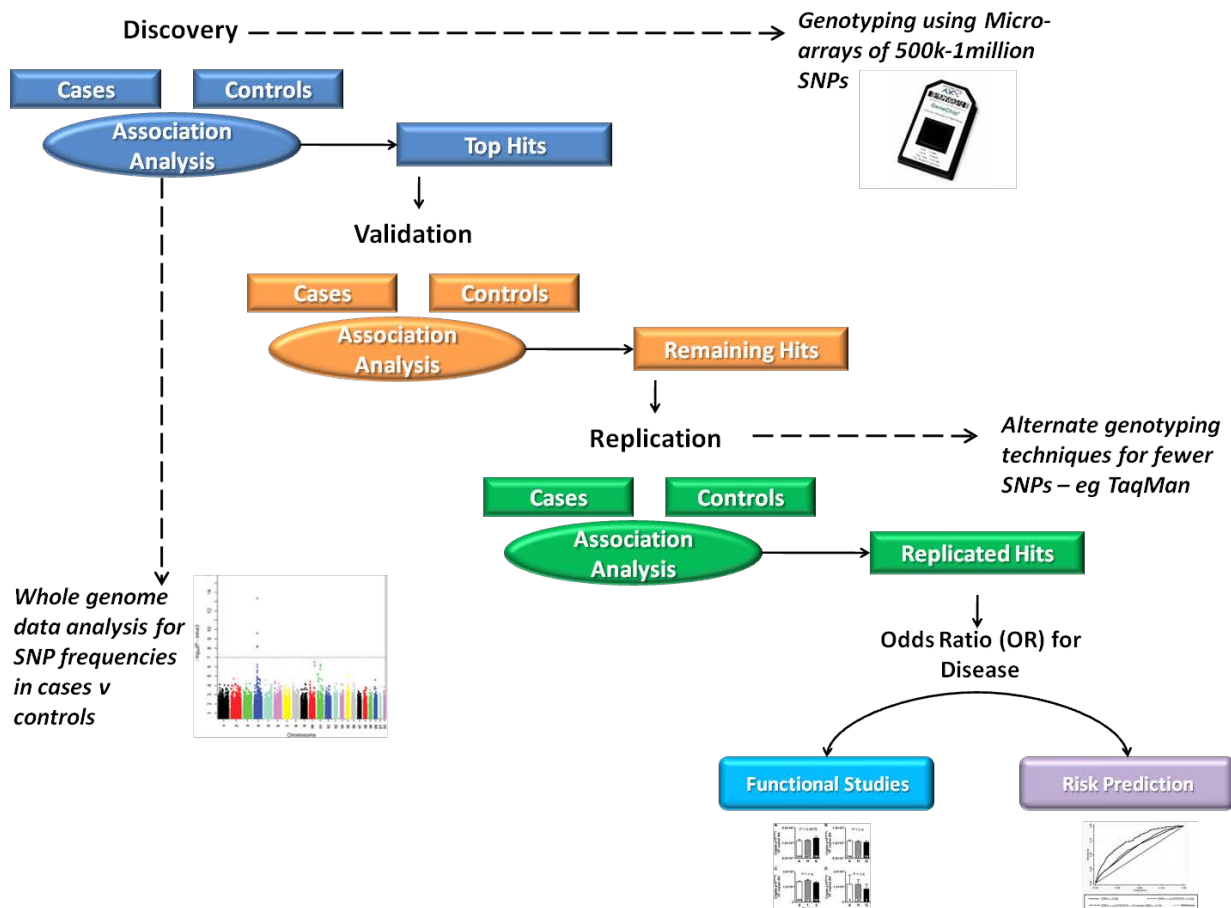 Discovery
Genotyping using Micro-
arrays of 500k-1million
SNPs
Cases
Controls
GeneChip
Association
Analysis
Top Hits
Validation
Cases
Controls
Association
Analysis
Remaining Hits
Replication
Alternate genotyping
techniques for fewer
SNPs – eg TaqMan
Cases
Controls
Association
Analysis
Replicated Hits
Whole genome
data analysis for
SNP frequencies
in cases v
controls
Chromosome
Odds Ratio (OR) for
Disease
Functional Studies
Risk Prediction